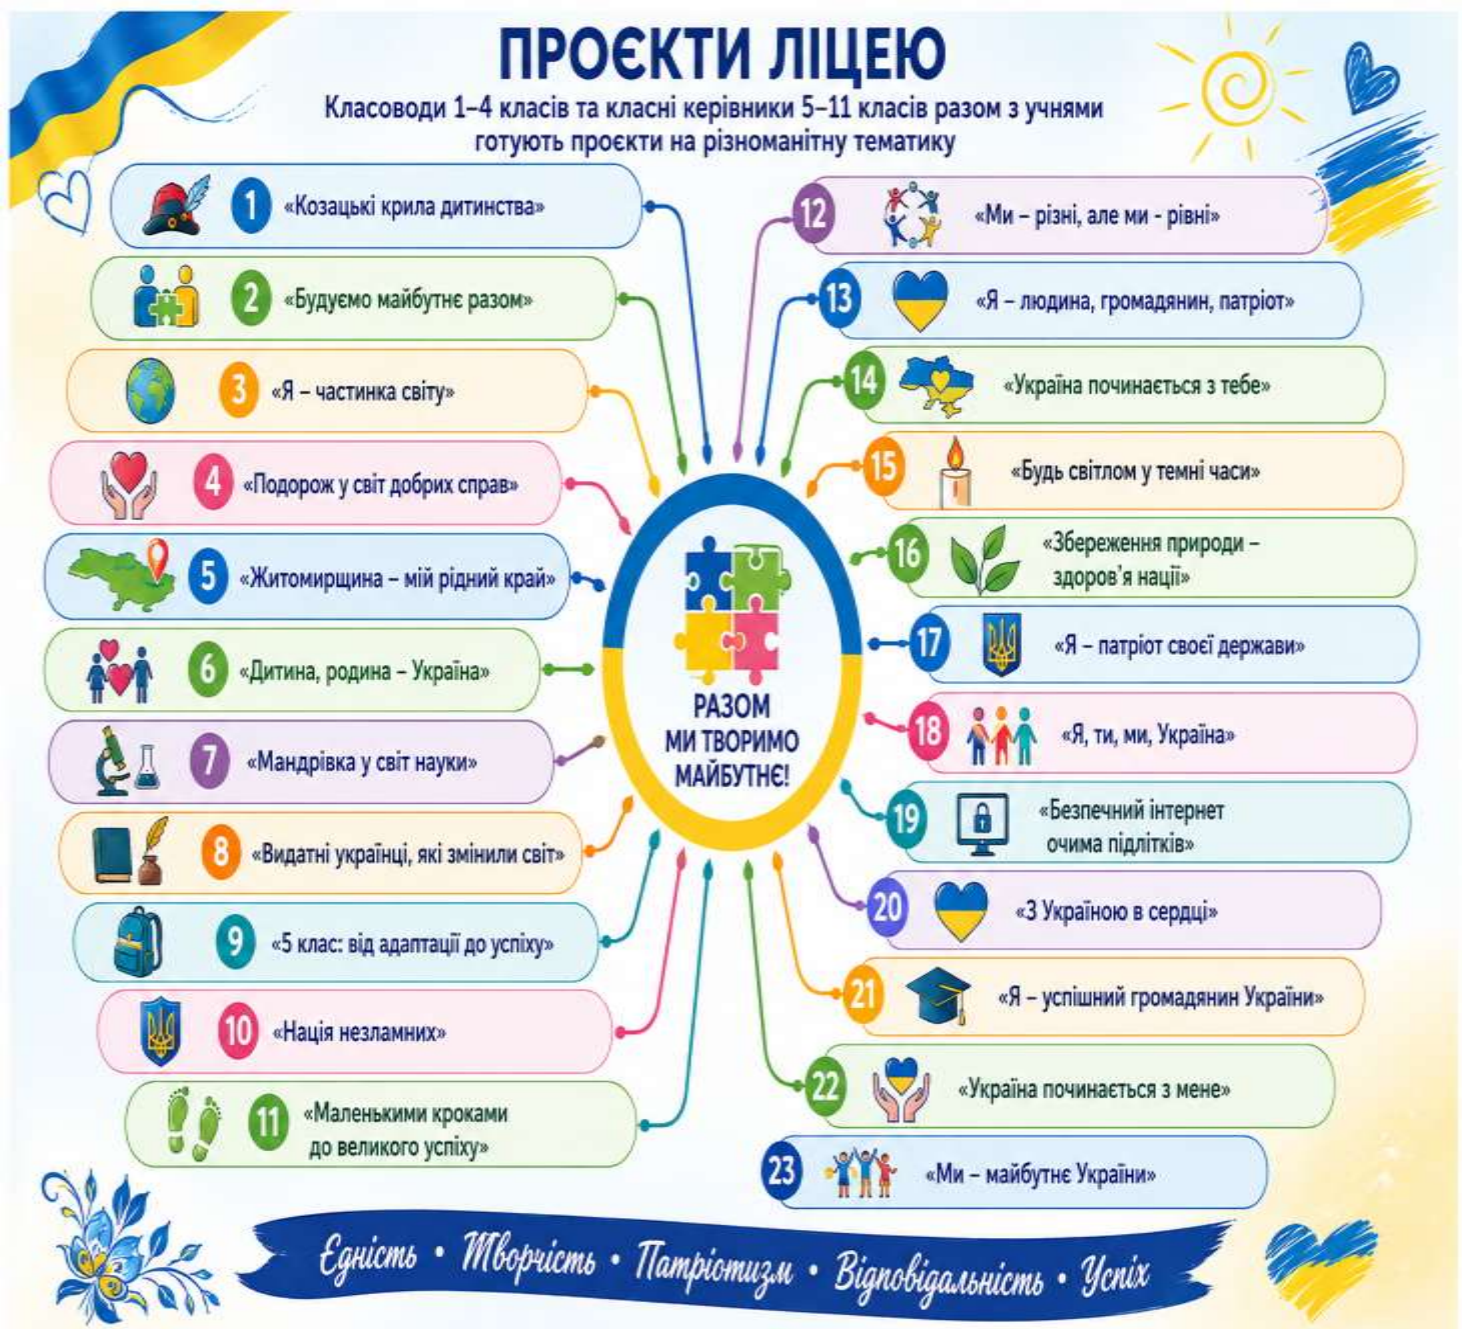 ПРОЄКТИ ЛІЦЕЮ
Класоводи 1–4 класів та класні керівники 5–11 класів разом з учнями
готують проєкти на різноманітну тематику
1 «Козацькі крила дитинства»
2 «Будуємо майбутнє разом»
3 «Я – частинка світу»
4 «Подорож у світ добрих справ»
5 «Житомирщина – мій рідний край»
6 «Дитина, родина – Україна»
7 «Мандрівка у світ науки»
8 «Видатні українці, які змінили світ»
9 «5 клас: від адаптації до успіху»
10 «Нація незламних»
11 «Маленькими кроками
до великого успіху»
РАЗОМ
МИ ТВОРИМО
МАЙБУТНЄ!
12 «Ми – різні, але ми - рівні»
13 «Я – людина, громадянин, патріот»
14 «Україна починається з тебе»
15 «Будь світлом у темні часи»
16 «Збереження природи –
здоров'я нації»
17 «Я – патріот своєї держави»
18 «Я, ти, ми, Україна»
19 «Безпечний інтернет
очима підлітків»
20 «З Україною в сердці»
21 «Я – успішний громадянин України»
22 «Україна починається з мене»
23 «Ми – майбутнє України»
Єдність • Творчість • Патріотизм • Відповідальність • Успіх